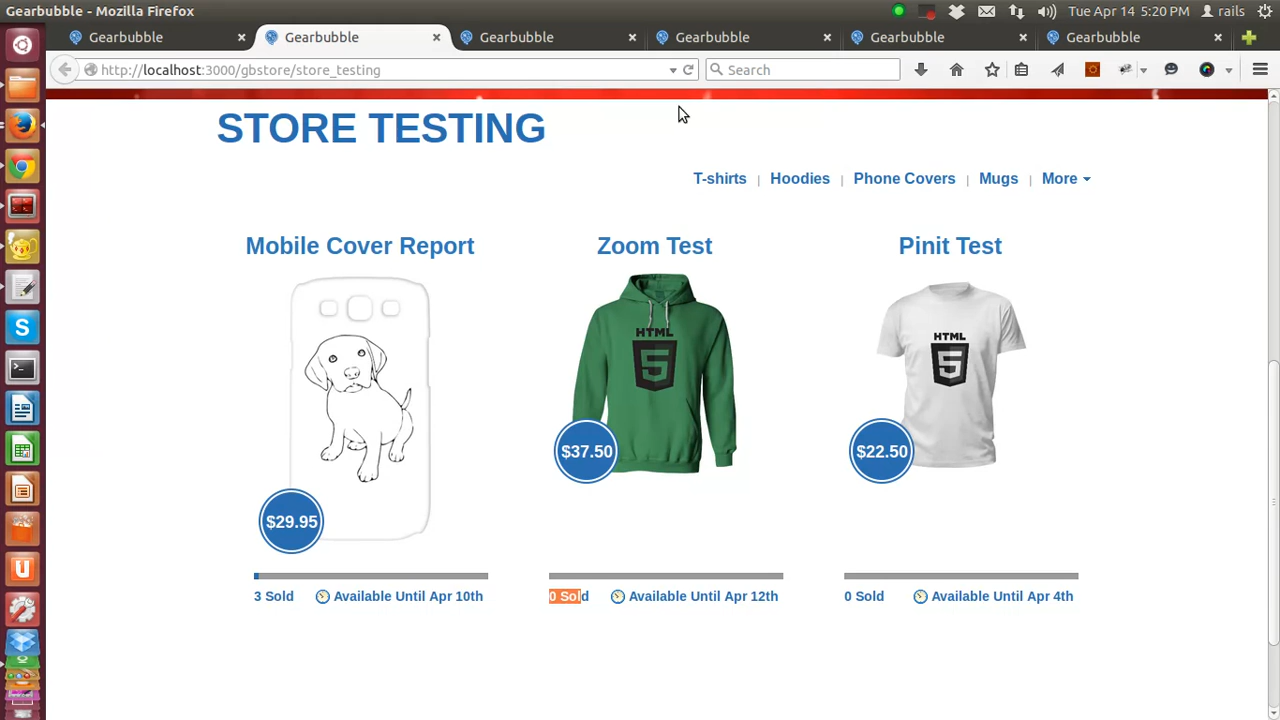 Gearbubble - Mozilla Firefox
Tue Apr 14 5:20 PM rails
Gearbubble Gearbubble Gearbubble Gearbubble Gearbubble Gearbubble
http://localhost:3000/gbstore/store_testing Search
STORE TESTING
T-shirts | Hoodies | Phone Covers | Mugs | More
Mobile Cover Report Zoom Test Pinit Test
HTML HTML
5 5
$37.50 $22.50
$29.95
3 Sold Available Until Apr 10th 0 Sold Available Until Apr 12th 0 Sold Available Until Apr 4th